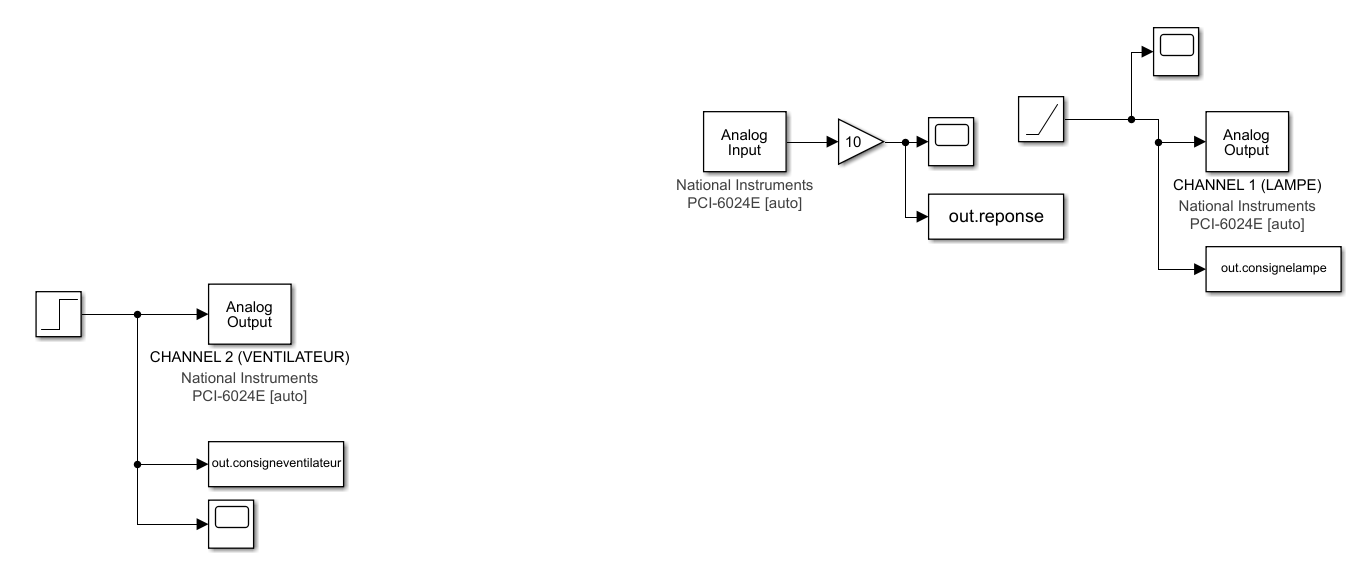 Analog
Input
National Instruments
PCI-6024E [auto]
10
out.reponse
Analog
Output
CHANNEL 1 (LAMPE)
National Instruments
PCI-6024E [auto]
out.consignelampe
Analog
Output
CHANNEL 2 (VENTILATEUR)
National Instruments
PCI-6024E [auto]
out.consigneventilateur